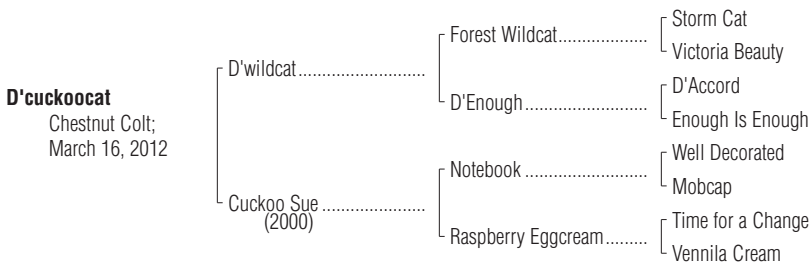 Storm Cat
Forest Wildcat..................
Victoria Beauty
D'wildcat..........................
D'Accord
D'Enough.........................
Enough Is Enough
D'cuckoocat
Chestnut Colt;
March 16, 2012
Well Decorated
Notebook .........................
Mobcap
Cuckoo Sue .....................
(2000)
Time for a Change
Raspberry Eggcream.........
Vennila Cream